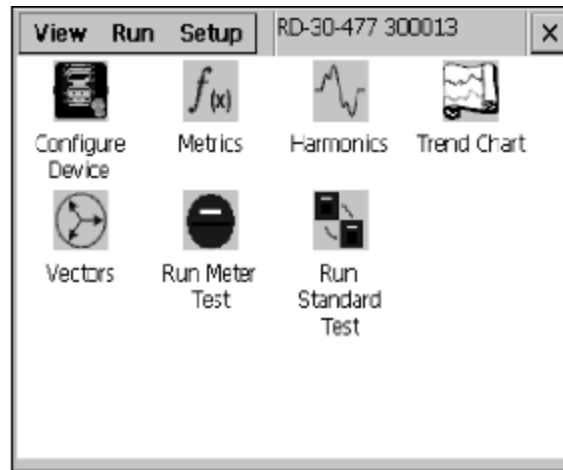 View Run Setup RD-30-477 300013
f(x)
Configure Device Metrics Harmonics Trend Chart
Vectors Run Meter Test Run Standard Test